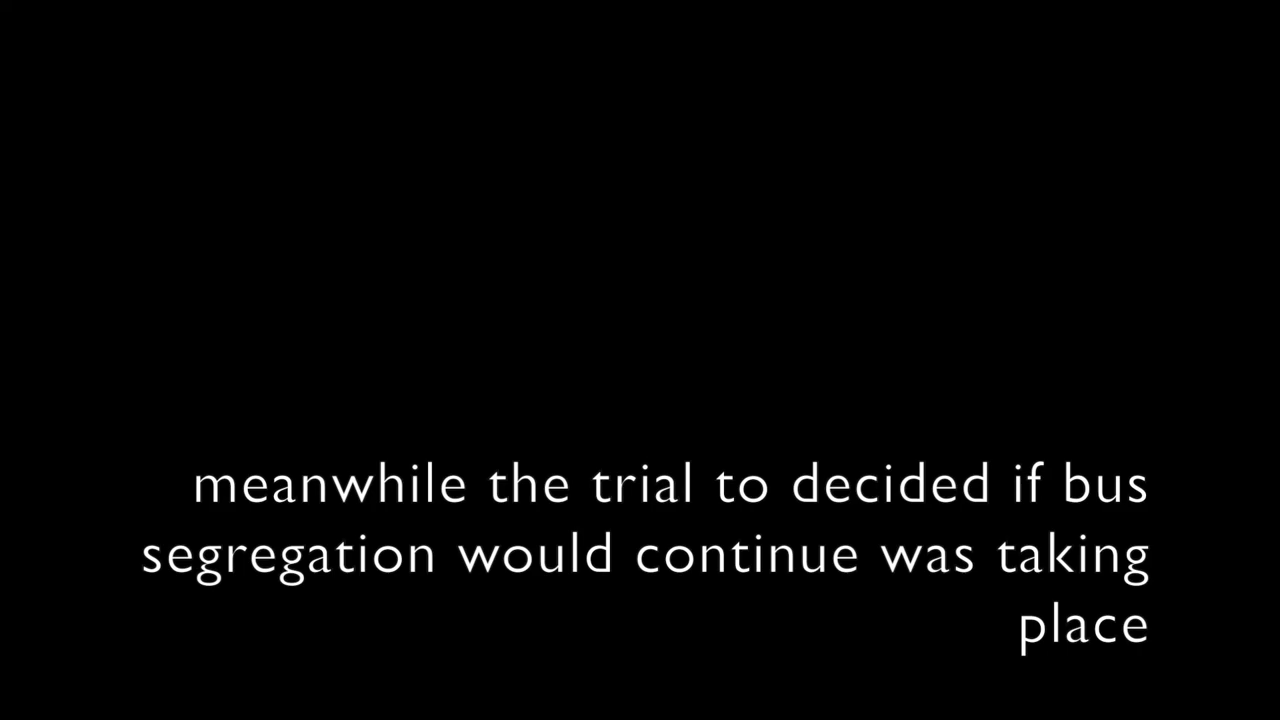 meanwhile the trial to decided if bus
segregation would continue was taking
place